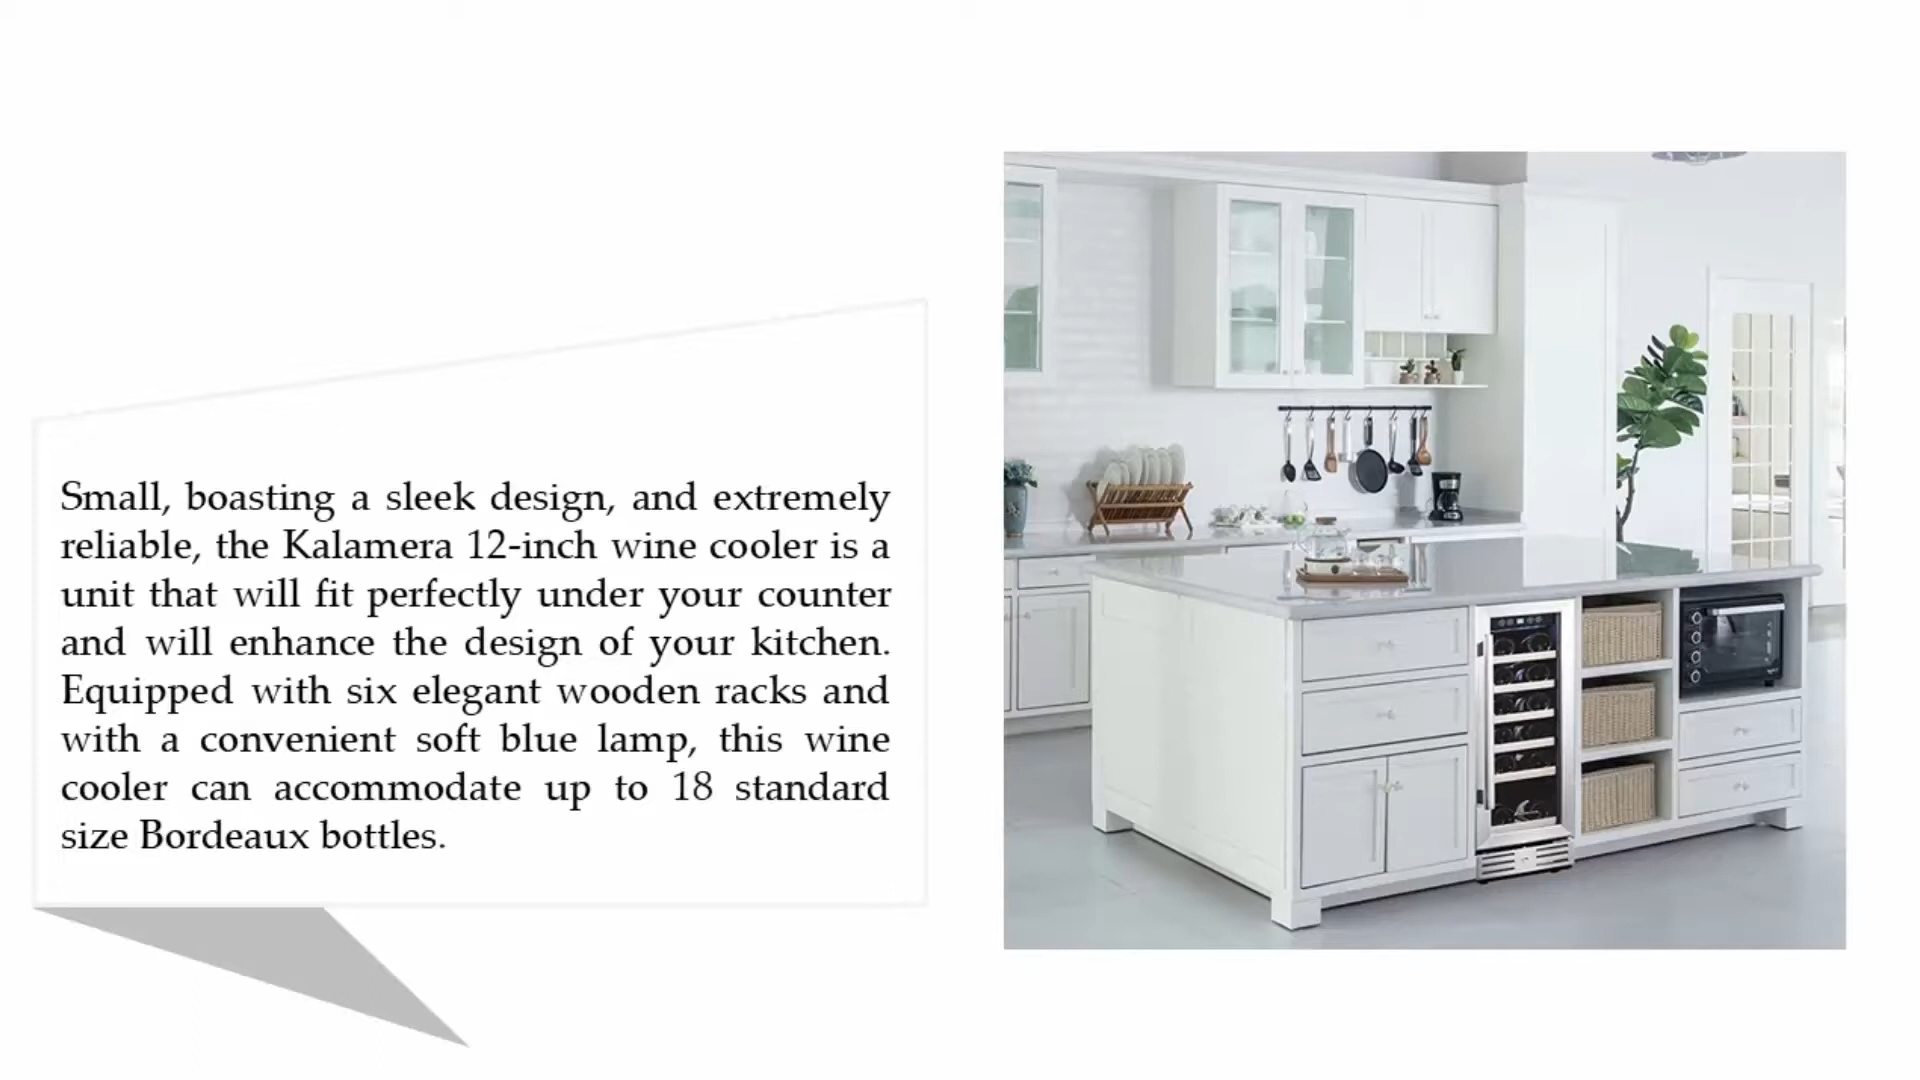 Small, boasting a sleek design, and extremely
reliable, the Kalamera 12-inch wine cooler is a
unit that will fit perfectly under your counter
and will enhance the design of your kitchen.
Equipped with six elegant wooden racks and
with a convenient soft blue lamp, this wine
cooler can accommodate up to 18 standard
size Bordeaux bottles.